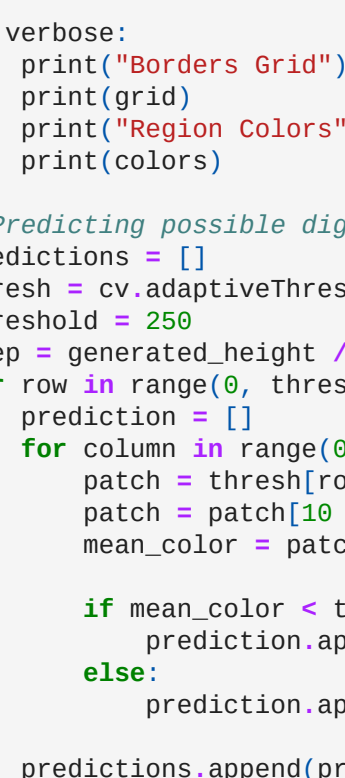 verbose:
print("Borders Grid")
print(grid)
print("Region Colors"
print(colors)
Predicting possible dig
edictions = []
resh = cv.adaptiveThres
reshold = 250
ep = generated_height /
row in range(0, thres
prediction = []
for column in range(0
patch = thresh[ro
patch = patch[10
mean_color = patc
if mean_color < t
prediction.ap
else:
prediction.ap
predictions.append(pr